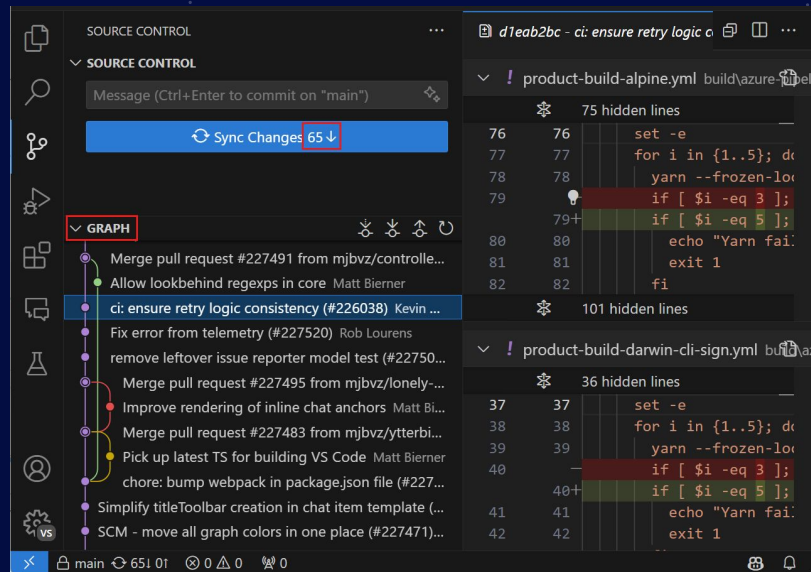 SOURCE CONTROL
SOURCE CONTROL
Message (Ctrl+Enter to commit on "main")
Sync Changes 65↓
GRAPH
Merge pull request #227491 from mjbvz/controlle...
Allow lookbehind regexps in core Matt Bierner
ci: ensure retry logic consistency (#226038) Kevin ...
Fix error from telemetry (#227520) Rob Lourens
remove leftover issue reporter model test (#22750...
Merge pull request #227495 from mjbvz/lonely-...
Improve rendering of inline chat anchors Matt Bi...
Merge pull request #227483 from mjbvz/ytterbi...
Pick up latest TS for building VS Code Matt Bierner
chore: bump webpack in package.json file (#227...
Simplify titleToolbar creation in chat item template (...
SCM - move all graph colors in one place (#227471)...
VS
main 65↓ 0↑ 0 0 0
d1eab2bc - ci: ensure retry logic c
! product-build-alpine.yml build\azure-pipel
75 hidden lines
76 76 set -e
77 77 for i in {1..5}; do
78 78 yarn --frozen-loc
79 if [ $i -eq 3 ];
79+ if [ $i -eq 5 ];
80 80 echo "Yarn fai
81 81 exit 1
82 82 fi
101 hidden lines
! product-build-darwin-cli-sign.yml build\az
36 hidden lines
37 37 set -e
38 38 for i in {1..5}; do
39 39 yarn --frozen-loc
40 — if [ $i -eq 3 ];
40+ if [ $i -eq 5 ];
41 41 echo "Yarn fai
42 42 exit 1